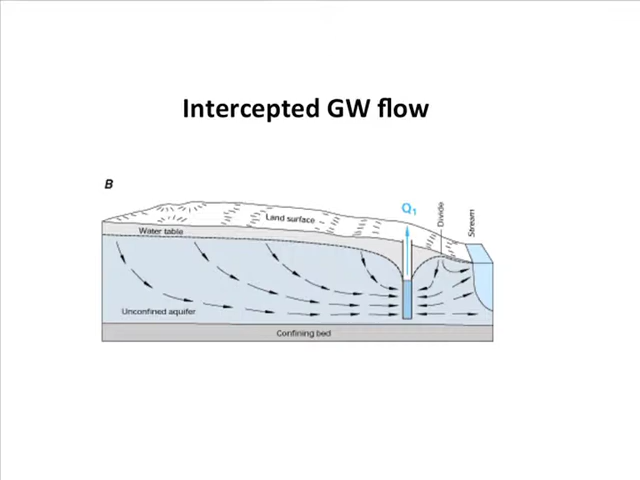 Intercepted GW flow
B
Land surface
Q1
Divide
Stream
Water table
Unconfined aquifer
Confining bed